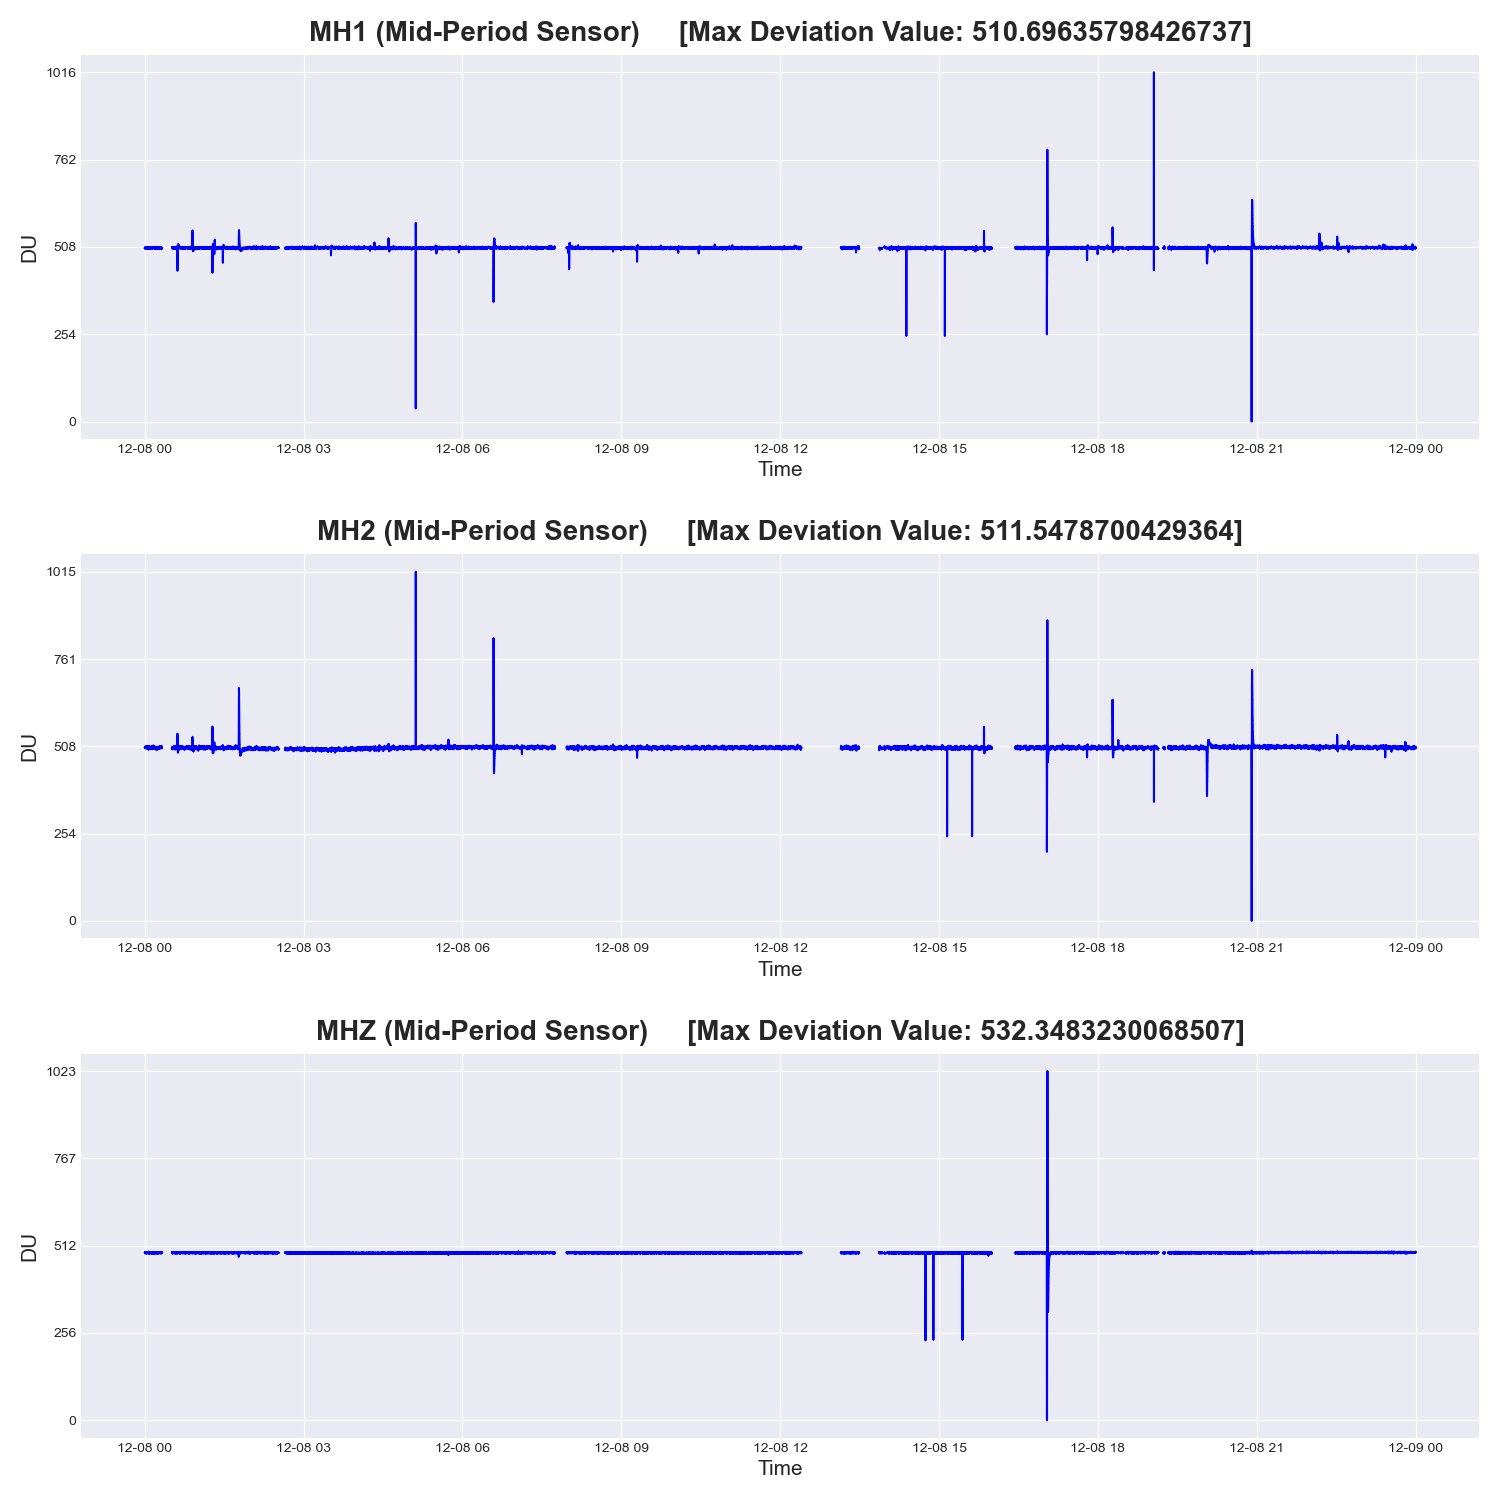 MH1 (Mid-Period Sensor) [Max Deviation Value: 510.69635798426737]
1016
762
508
254
0
DU
12-08 00 12-08 03 12-08 06 12-08 09 12-08 12 12-08 15 12-08 18 12-08 21 12-09 00
Time
MH2 (Mid-Period Sensor) [Max Deviation Value: 511.5478700429364]
1015
761
508
254
0
DU
12-08 00 12-08 03 12-08 06 12-08 09 12-08 12 12-08 15 12-08 18 12-08 21 12-09 00
Time
MHZ (Mid-Period Sensor) [Max Deviation Value: 532.3483230068507]
1023
767
512
256
0
DU
12-08 00 12-08 03 12-08 06 12-08 09 12-08 12 12-08 15 12-08 18 12-08 21 12-09 00
Time